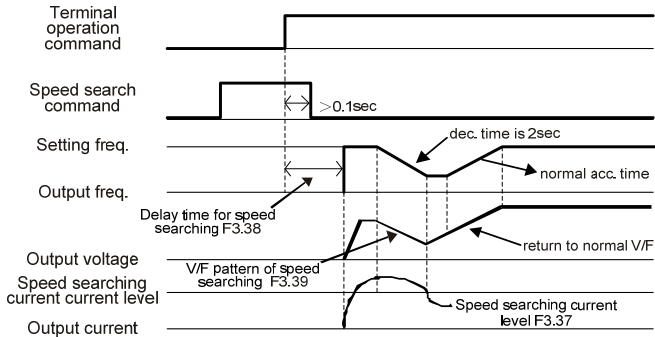 Terminal
operation
command
Speed search
command
>0.1sec
Setting freq.
dec. time is 2sec
normal acc. time
Output freq.
Delay time for speed
searching F3.38
Output voltage
V/F pattern of speed
searching F3.39
return to normal V/F
Speed searching
current current level
Speed searching current
level F3.37
Output current